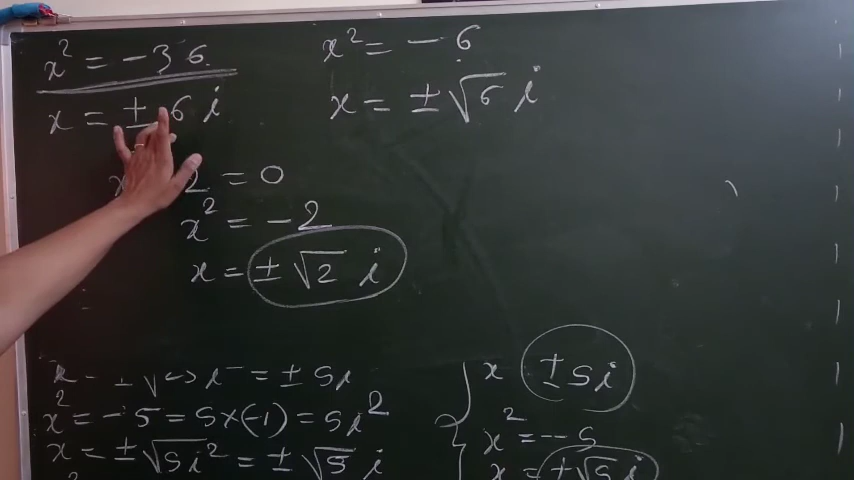 x² = -36
x = ± 6 i
x² = -6
x = ± √6 i
2 = 0
x² = -2
x = ± √2 i
= ± 5i
x² = -5 = 5×(-1) = 5i²
x = ± √5i² = ± √5 i
x ± 5i
x² = -5
x = ± √5 i